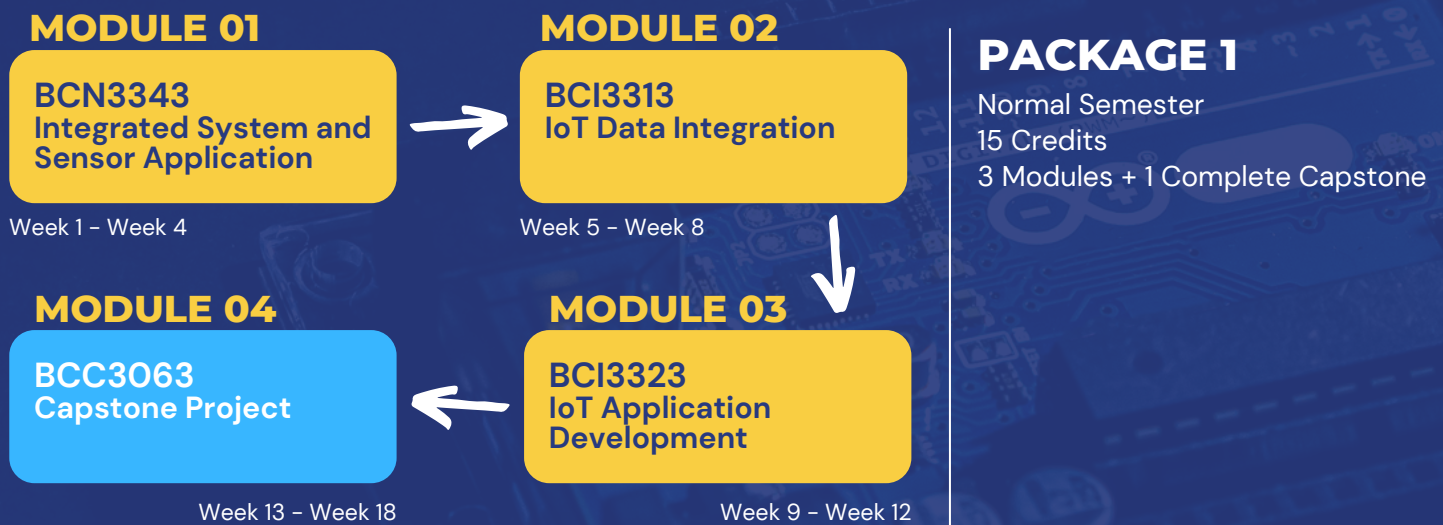 MODULE 01
BCN3343
Integrated System and
Sensor Application
Week 1 - Week 4
MODULE 02
BCI3313
IoT Data Integration
Week 5 - Week 8
MODULE 03
BCI3323
IoT Application
Development
Week 9 - Week 12
MODULE 04
BCC3063
Capstone Project
Week 13 - Week 18
PACKAGE 1
Normal Semester
15 Credits
3 Modules + 1 Complete Capstone
TX
RX